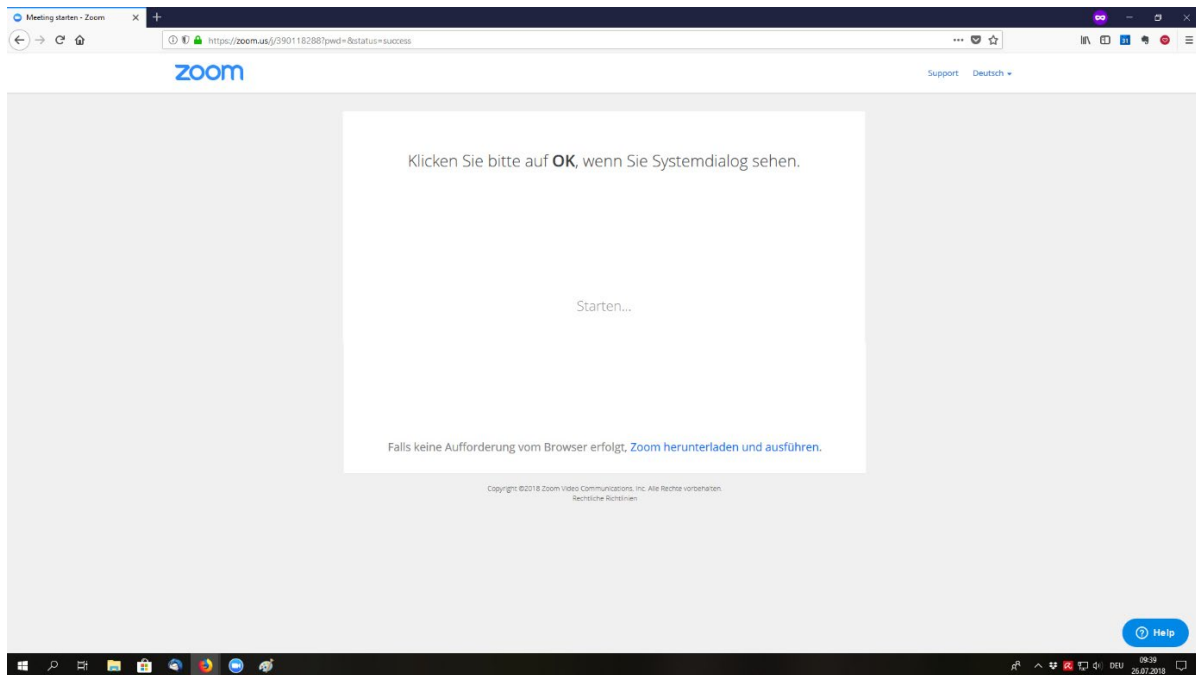 Meeting starten - Zoom
https://zoom.us/j/390118288?pwd=&status=success
zoom
Support Deutsch
Klicken Sie bitte auf OK, wenn Sie Systemdialog sehen.
Starten...
Falls keine Aufforderung vom Browser erfolgt, Zoom herunterladen und ausführen.
Copyright ©2018 Zoom Video Communications, Inc. Alle Rechte vorbehalten.
Rechtliche Richtlinien
Help
DEU
09:39
26.07.2018